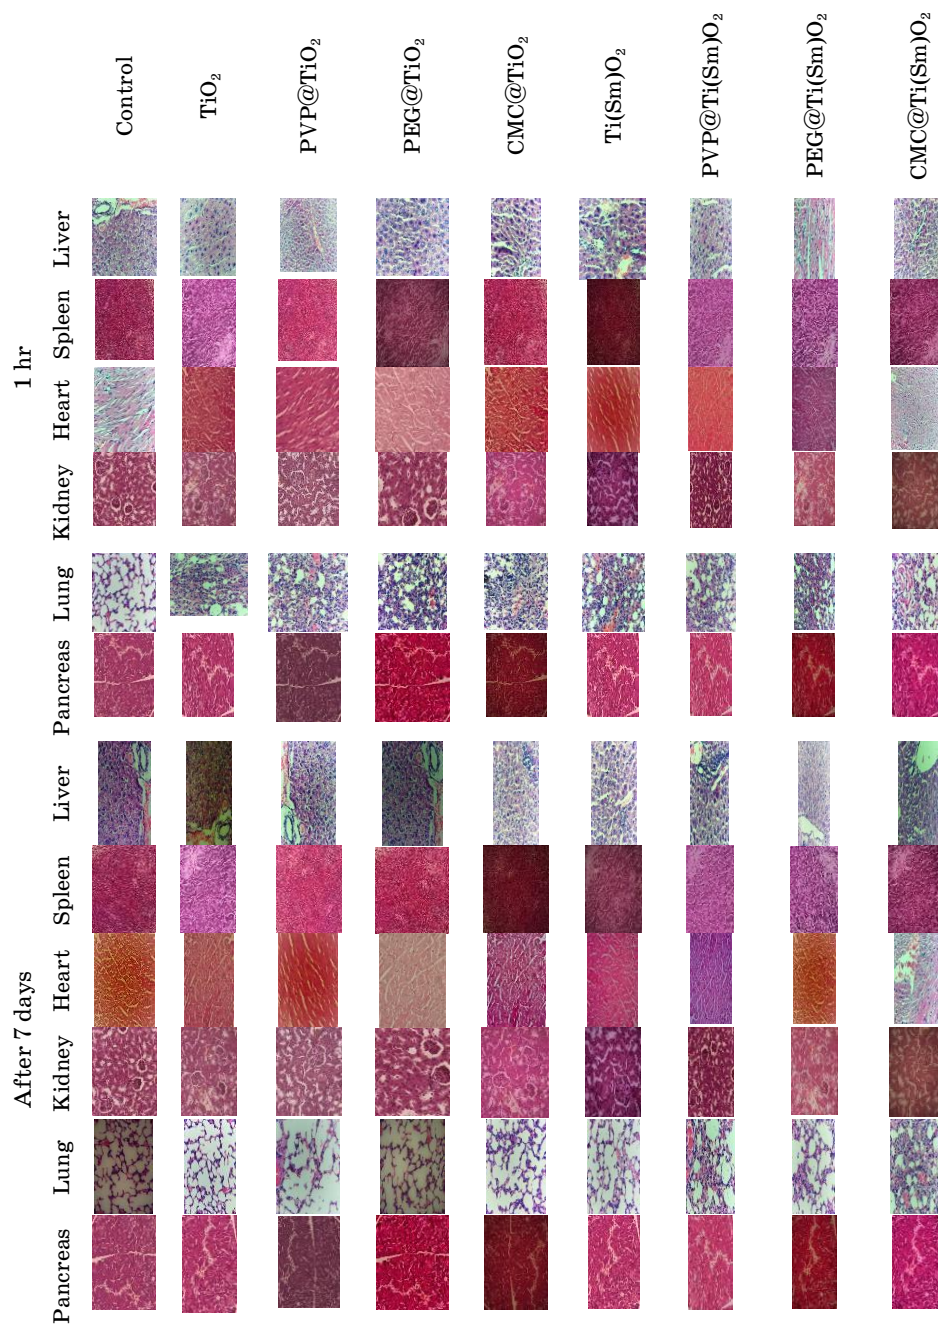 Control
TiO₂
PVP@TiO₂
PEG@TiO₂
CMC@TiO₂
Ti(Sm)O₂
PVP@Ti(Sm)O₂
PEG@Ti(Sm)O₂
CMC@Ti(Sm)O₂
1 hr
Liver
Spleen
Heart
Kidney
Lung
Pancreas
After 7 days
Liver
Spleen
Heart
Kidney
Lung
Pancreas